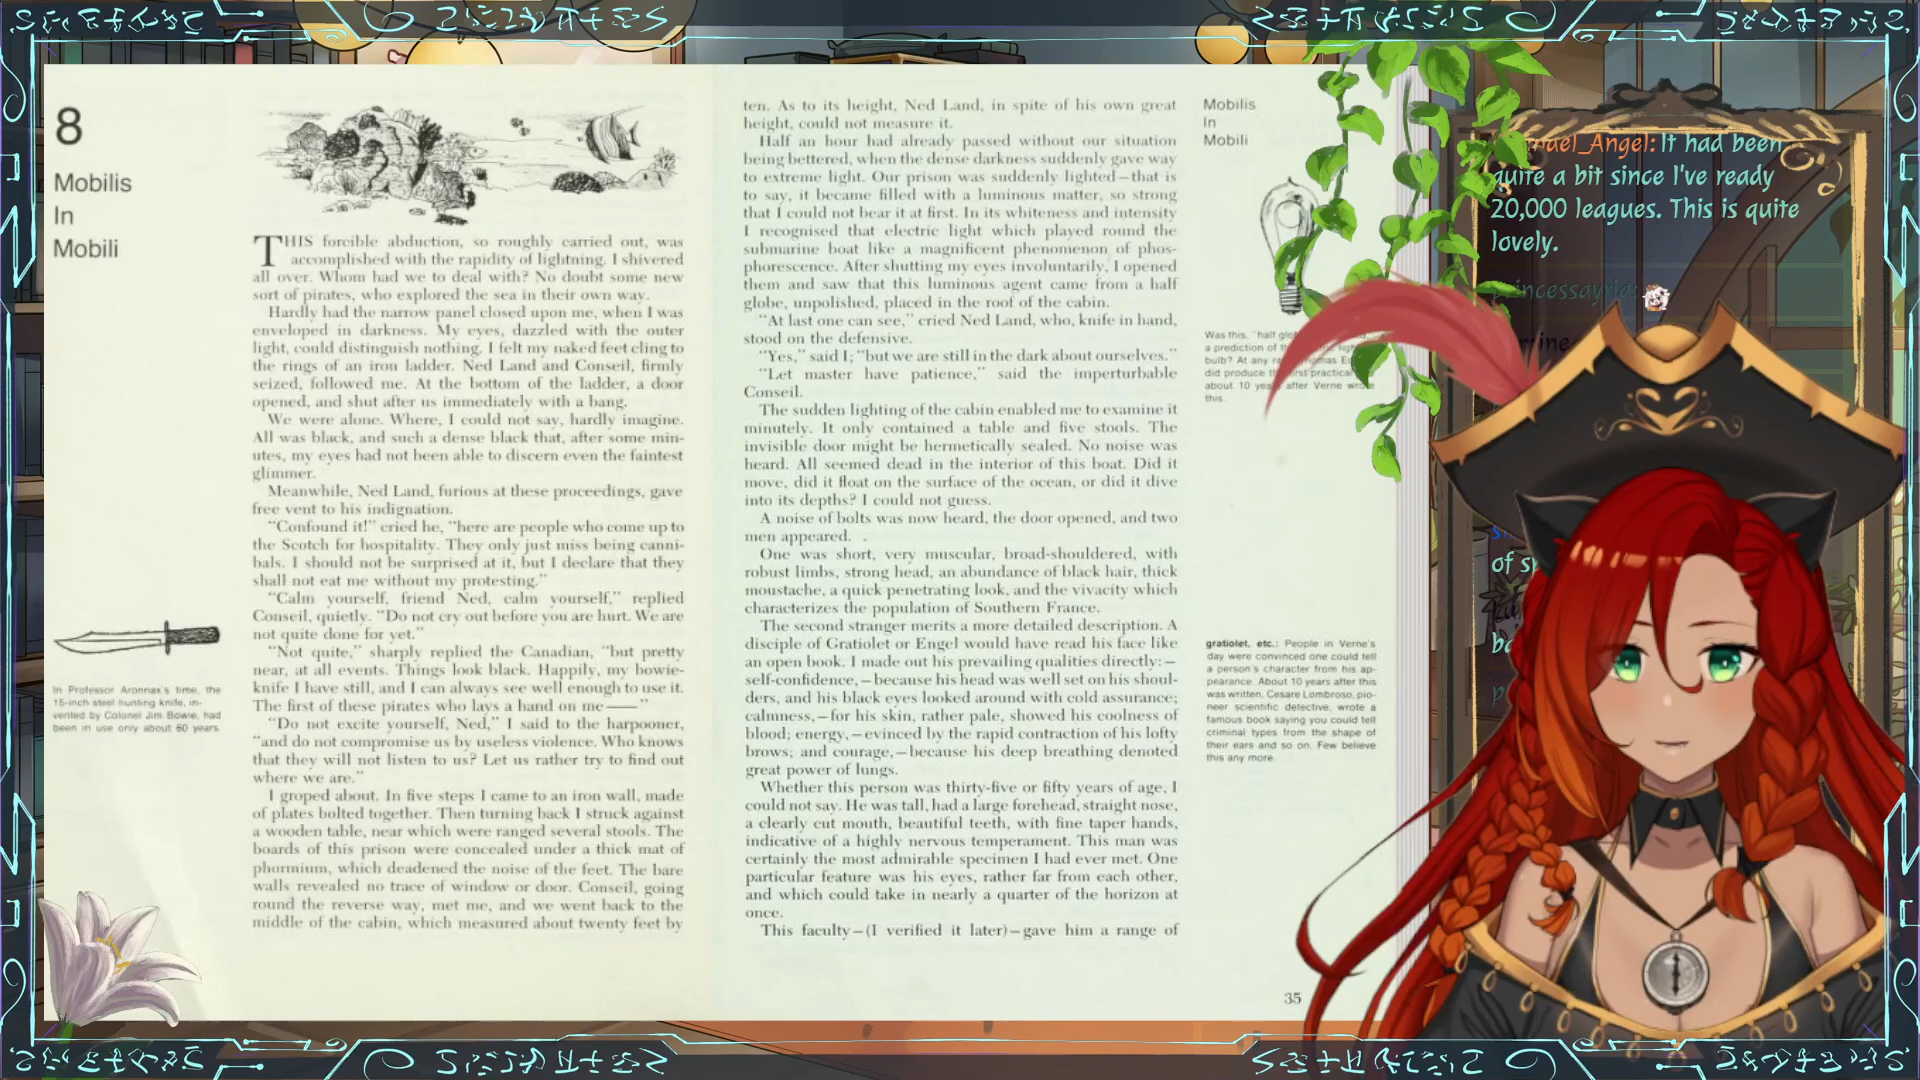 8
Mobilis
In
Mobili
THIS forcible abduction, so roughly carried out, was
accomplished with the rapidity of lightning. I shivered
all over. Whom had we to deal with? No doubt some new
sort of pirates, who explored the sea in their own way.
Hardly had the narrow panel closed upon me, when I was
enveloped in darkness. My eyes, dazzled with the outer
light, could distinguish nothing. I felt my naked feet cling to
the rings of an iron ladder. Ned Land and Conseil, firmly
seized, followed me. At the bottom of the ladder, a door
opened, and shut after us immediately with a bang.
We were alone. Where, I could not say, hardly imagine.
All was black, and such a dense black that, after some min-
utes, my eyes had not been able to discern even the faintest
glimmer.
Meanwhile, Ned Land, furious at these proceedings, gave
free vent to his indignation.
"Confound it!" cried he, "here are people who come up to
the Scotch for hospitality. They only just miss being canni-
bals. I should not be surprised at it, but I declare that they
shall not eat me without my protesting."
"Calm yourself, friend Ned, calm yourself," replied
Conseil, quietly. "Do not cry out before you are hurt. We are
not quite done for yet."
"Not quite," sharply replied the Canadian, "but pretty
near, at all events. Things look black. Happily, my bowie-
knife I have still, and I can always see well enough to use it.
The first of these pirates who lays a hand on me——"
"Do not excite yourself, Ned," I said to the harpooner,
"and do not compromise us by useless violence. Who knows
that they will not listen to us? Let us rather try to find out
where we are."
I groped about. In five steps I came to an iron wall, made
of plates bolted together. Then turning back I struck against
a wooden table, near which were ranged several stools. The
boards of this prison were concealed under a thick mat of
phormium, which deadened the noise of the feet. The bare
walls revealed no trace of window or door. Conseil, going
round the reverse way, met me, and we went back to the
middle of the cabin, which measured about twenty feet by
In Professor Aronnax's time, the
15-inch steel hunting knife, in-
vented by Colonel Jim Bowie, had
been in use only about 60 years.
ten. As to its height, Ned Land, in spite of his own great
height, could not measure it.
Half an hour had already passed without our situation
being bettered, when the dense darkness suddenly gave way
to extreme light. Our prison was suddenly lighted—that is
to say, it became filled with a luminous matter, so strong
that I could not bear it at first. In its whiteness and intensity
I recognised that electric light which played round the
submarine boat like a magnificent phenomenon of phos-
phorescence. After shutting my eyes involuntarily, I opened
them and saw that this luminous agent came from a half
globe, unpolished, placed in the roof of the cabin.
"At last one can see," cried Ned Land, who, knife in hand,
stood on the defensive.
"Yes," said I; "but we are still in the dark about ourselves."
"Let master have patience," said the imperturbable
Conseil.
The sudden lighting of the cabin enabled me to examine it
minutely. It only contained a table and five stools. The
invisible door might be hermetically sealed. No noise was
heard. All seemed dead in the interior of this boat. Did it
move, did it float on the surface of the ocean, or did it dive
into its depths? I could not guess.
A noise of bolts was now heard, the door opened, and two
men appeared.
One was short, very muscular, broad-shouldered, with
robust limbs, strong head, an abundance of black hair, thick
moustache, a quick penetrating look, and the vivacity which
characterizes the population of Southern France.
The second stranger merits a more detailed description. A
disciple of Gratiolet or Engel would have read his face like
an open book. I made out his prevailing qualities directly:—
self-confidence,—because his head was well set on his shoul-
ders, and his black eyes looked around with cold assurance;
calmness,—for his skin, rather pale, showed his coolness of
blood; energy,—evinced by the rapid contraction of his lofty
brows; and courage,—because his deep breathing denoted
great power of lungs.
Whether this person was thirty-five or fifty years of age, I
could not say. He was tall, had a large forehead, straight nose,
a clearly cut mouth, beautiful teeth, with fine taper hands,
indicative of a highly nervous temperament. This man was
certainly the most admirable specimen I had ever met. One
particular feature was his eyes, rather far from each other,
and which could take in nearly a quarter of the horizon at
once.
This faculty—(I verified it later)—gave him a range of
Mobilis
In
Mobili
Was this, "half
a prediction of
bulb? At any
did produce the first practical
about 10 years after Verne wrote
this.
gratiolet, etc.: People in Verne's
day were convinced one could tell
a person's character from his ap-
pearance. About 10 years after this
was written, Cesare Lombroso, pio-
neer scientific detective, wrote a
famous book saying you could tell
criminal types from the shape of
their ears and so on. Few believe
this any more.
35
Angel: It had been
quite a bit since I've ready
20,000 leagues. This is quite
lovely.
princessayria:
of